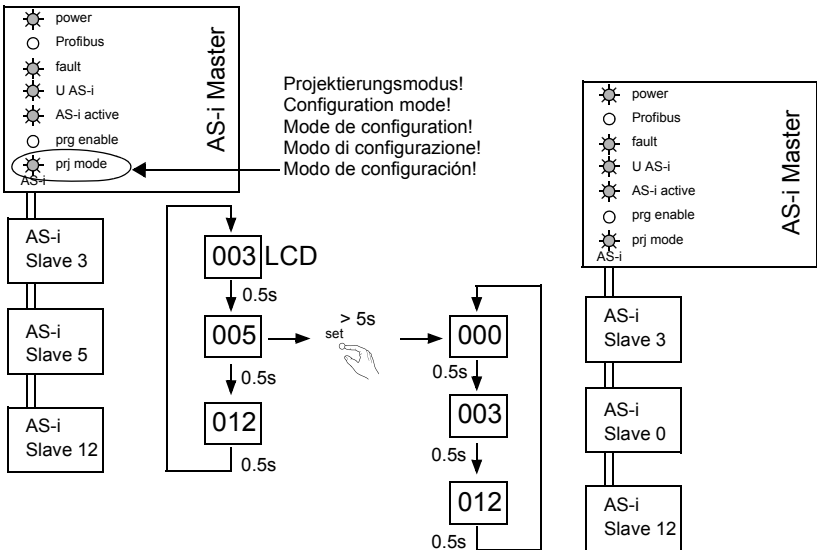 power
Profibus
fault
U AS-i
AS-i active
prg enable
prj mode
AS-i
AS-i Master
Projektierungsmodus!
Configuration mode!
Mode de configuration!
Modo di configurazione!
Modo de configuración!
AS-i
Slave 3
AS-i
Slave 5
AS-i
Slave 12
003 LCD
0.5s
005
0.5s
012
0.5s
> 5s
set
000
0.5s
003
0.5s
012
0.5s
power
Profibus
fault
U AS-i
AS-i active
prg enable
prj mode
AS-i
AS-i Master
AS-i
Slave 3
AS-i
Slave 0
AS-i
Slave 12